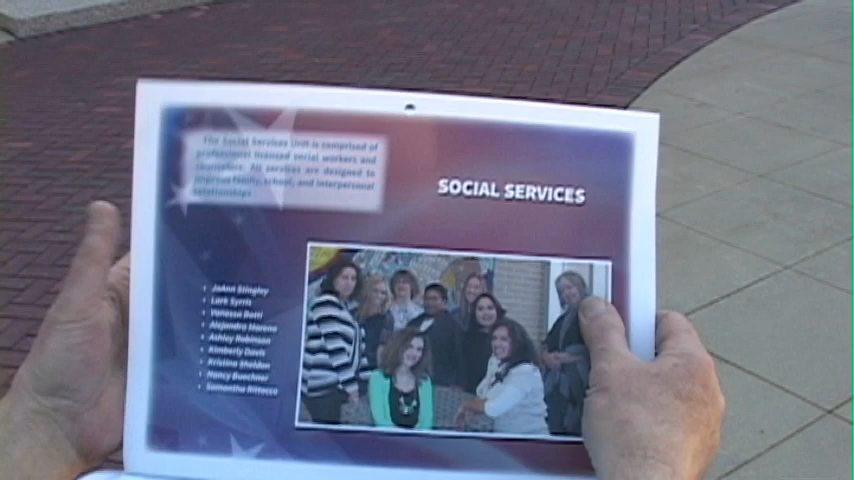 The Social Services Unit is comprised of
professional licensed social workers and
counselors. All services are designed to
improve family, school, and interpersonal
relationships
SOCIAL SERVICES
• JoAnn Stingley
• Lark Syrris
• Vanessa Beeti
• Alejandra Moreno
• Ashley Robinson
• Kimberly Davis
• Kristina Sheldon
• Nancy Buechner
• Samantha